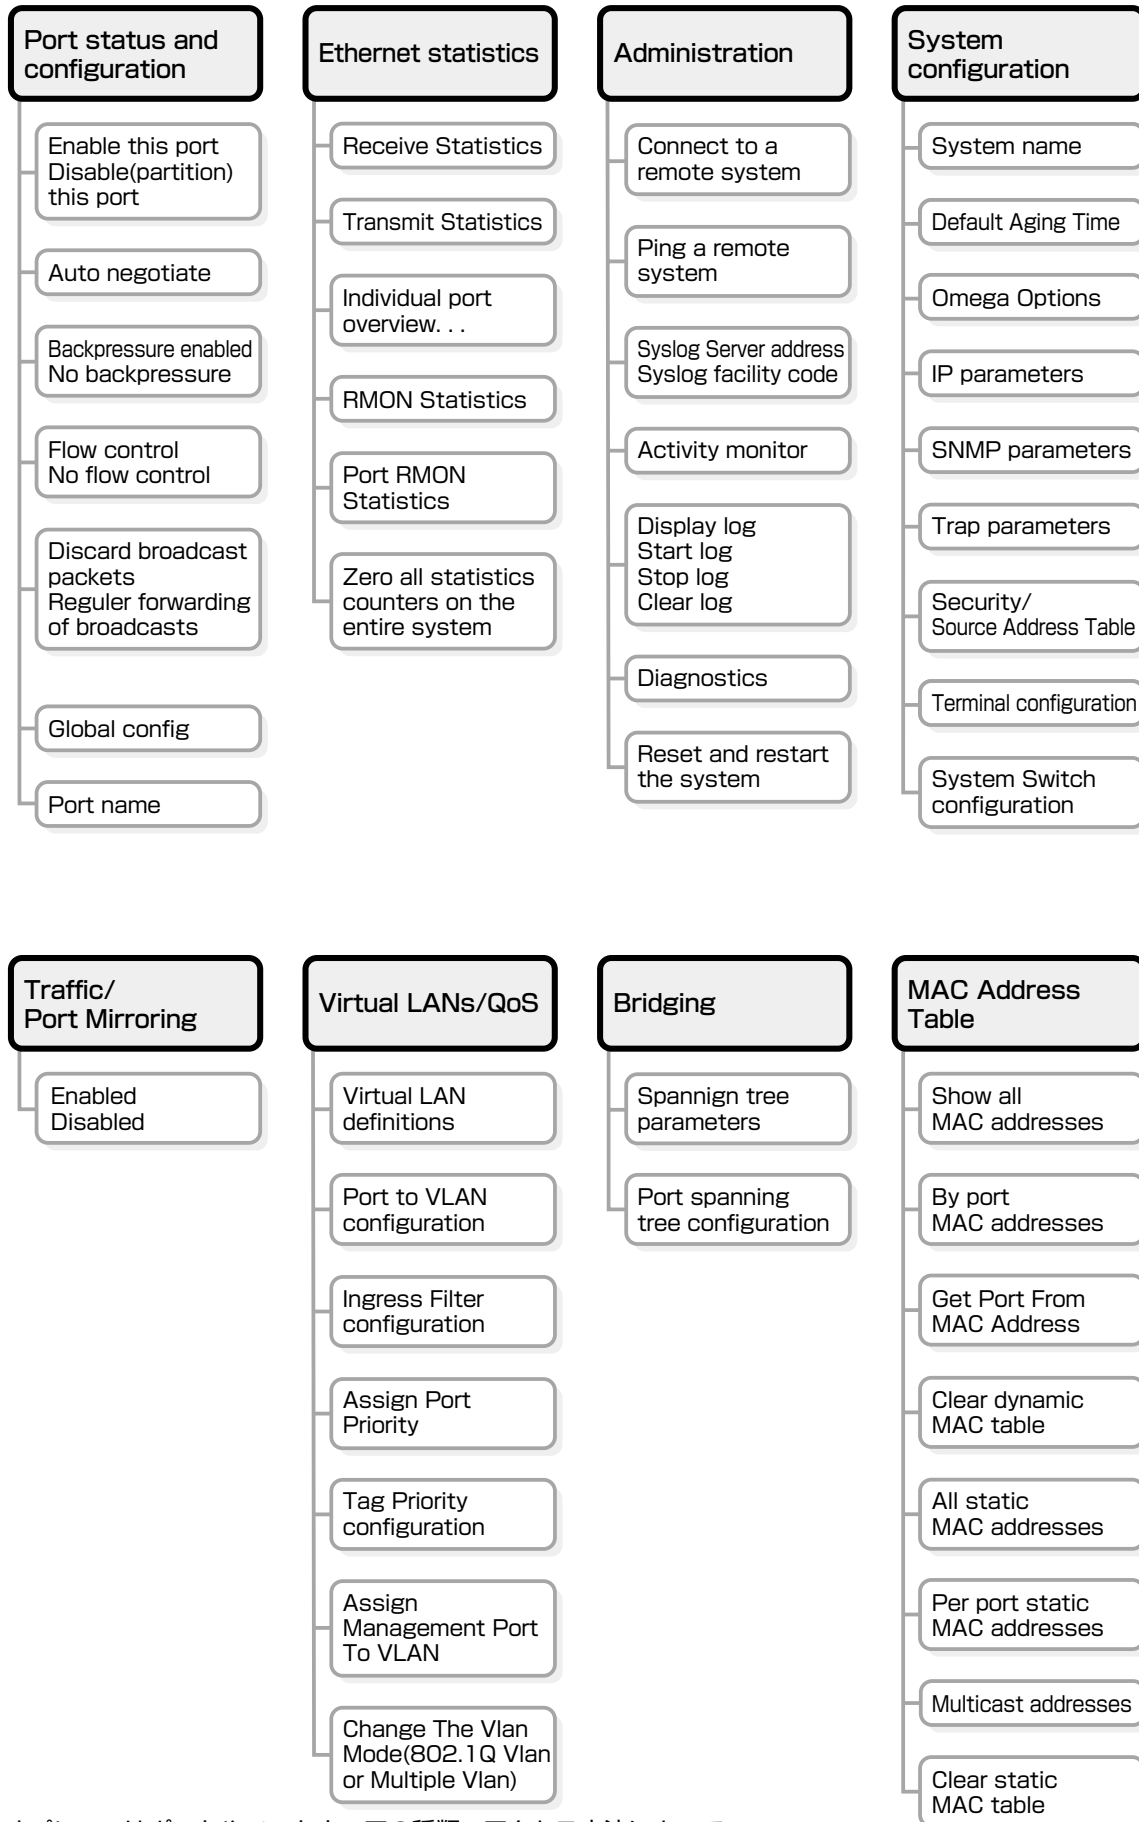 Port status and
configuration
Enable this port
Disable(partition)
this port
Auto negotiate
Backpressure enabled
No backpressure
Flow control
No flow control
Discard broadcast
packets
Reguler forwarding
of broadcasts
Global config
Port name
Ethernet statistics
Receive Statistics
Transmit Statistics
Individual port
overview. . .
RMON Statistics
Port RMON
Statistics
Zero all statistics
counters on the
entire system
Administration
Connect to a
remote system
Ping a remote
system
Syslog Server address
Syslog facility code
Activity monitor
Display log
Start log
Stop log
Clear log
Diagnostics
Reset and restart
the system
System
configuration
System name
Default Aging Time
Omega Options
IP parameters
SNMP parameters
Trap parameters
Security/
Source Address Table
Terminal configuration
System Switch
configuration
Traffic/
Port Mirroring
Enabled
Disabled
Virtual LANs/QoS
Virtual LAN
definitions
Port to VLAN
configuration
Ingress Filter
configuration
Assign Port
Priority
Tag Priority
configuration
Assign
Management Port
To VLAN
Change The Vlan
Mode(802.1Q Vlan
or Multiple Vlan)
Bridging
Spannign tree
parameters
Port spanning
tree configuration
MAC Address
Table
Show all
MAC addresses
By port
MAC addresses
Get Port From
MAC Address
Clear dynamic
MAC table
All static
MAC addresses
Per port static
MAC addresses
Multicast addresses
Clear static
MAC table